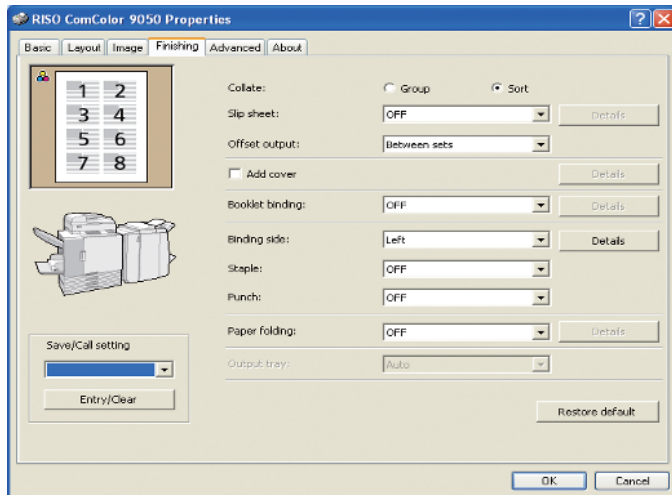 RISO ComColor 9050 Properties
Basic Layout Image Finishing Advanced About
1 2
3 4
5 6
7 8
Collate: Group Sort
Slip sheet: OFF Details
Offset output: Between sets
Add cover Details
Booklet binding: OFF Details
Binding side: Left Details
Staple: OFF
Punch: OFF
Paper folding: OFF Details
Output tray: Auto
Save/Call setting
Entry/Clear
Restore default
OK Cancel